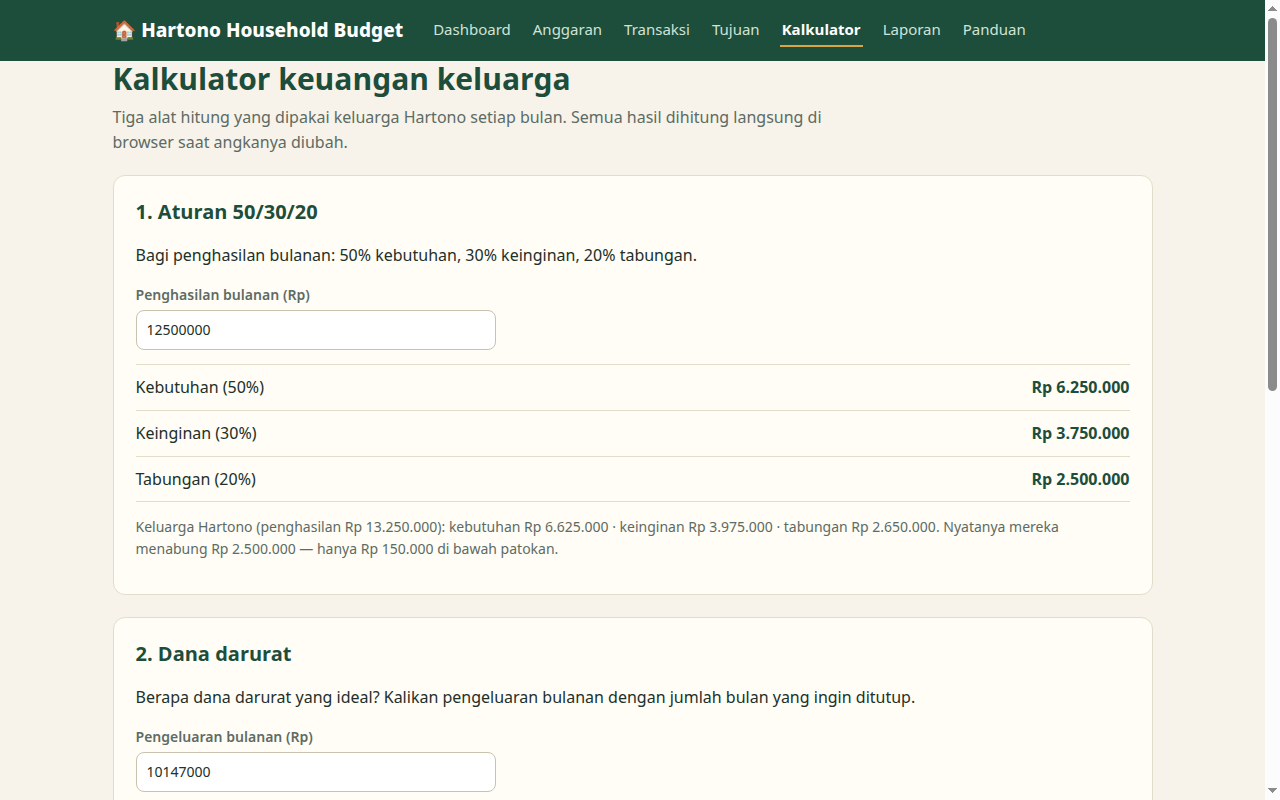 🏠 Hartono Household Budget Dashboard Anggaran Transaksi Tujuan Kalkulator Laporan Panduan
Kalkulator keuangan keluarga
Tiga alat hitung yang dipakai keluarga Hartono setiap bulan. Semua hasil dihitung langsung di
browser saat angkanya diubah.
1. Aturan 50/30/20
Bagi penghasilan bulanan: 50% kebutuhan, 30% keinginan, 20% tabungan.
Penghasilan bulanan (Rp)
12500000
Kebutuhan (50%) Rp 6.250.000
Keinginan (30%) Rp 3.750.000
Tabungan (20%) Rp 2.500.000
Keluarga Hartono (penghasilan Rp 13.250.000): kebutuhan Rp 6.625.000 · keinginan Rp 3.975.000 · tabungan Rp 2.650.000. Nyatanya mereka
menabung Rp 2.500.000 — hanya Rp 150.000 di bawah patokan.
2. Dana darurat
Berapa dana darurat yang ideal? Kalikan pengeluaran bulanan dengan jumlah bulan yang ingin ditutup.
Pengeluaran bulanan (Rp)
10147000